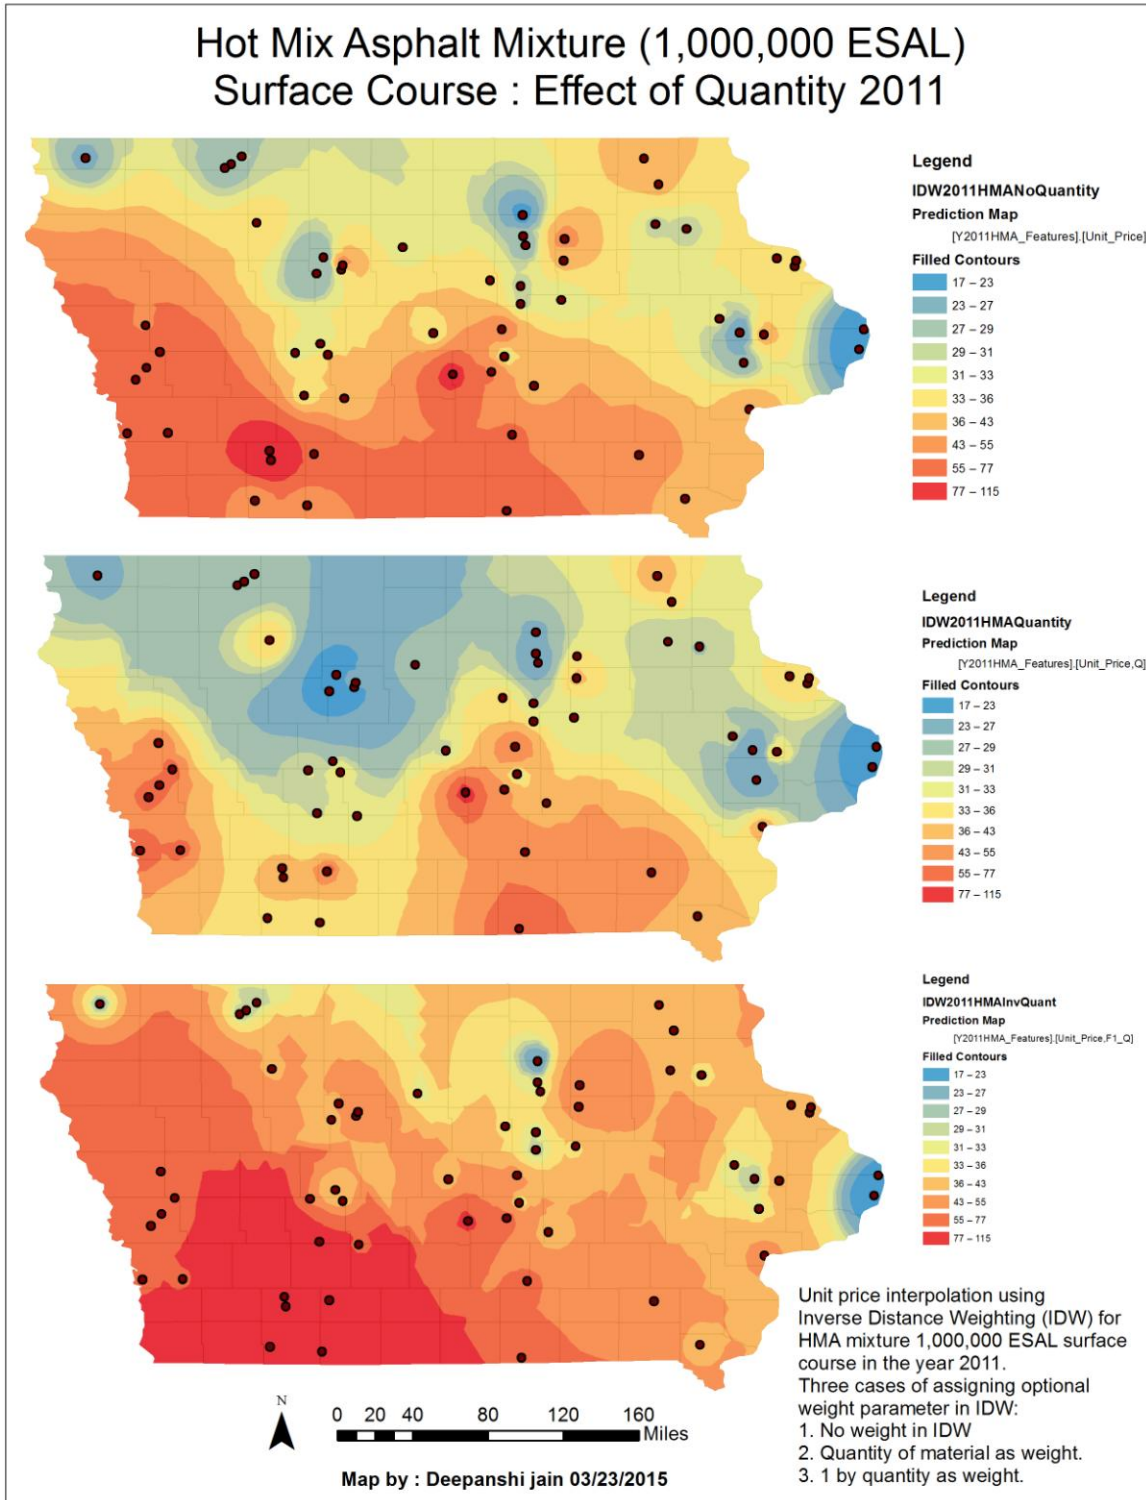 Hot Mix Asphalt Mixture (1,000,000 ESAL)
Surface Course : Effect of Quantity 2011
Legend
IDW2011HMANoQuantity
Prediction Map
[Y2011HMA_Features].[Unit_Price]
Filled Contours
17 – 23
23 – 27
27 – 29
29 – 31
31 – 33
33 – 36
36 – 43
43 – 55
55 – 77
77 – 115
Legend
IDW2011HMAQuantity
Prediction Map
[Y2011HMA_Features].[Unit_Price,Q]
Filled Contours
17 – 23
23 – 27
27 – 29
29 – 31
31 – 33
33 – 36
36 – 43
43 – 55
55 – 77
77 – 115
Legend
IDW2011HMAInvQuant
Prediction Map
[Y2011HMA_Features].[Unit_Price,F1_Q]
Filled Contours
17 – 23
23 – 27
27 – 29
29 – 31
31 – 33
33 – 36
36 – 43
43 – 55
55 – 77
77 – 115
Unit price interpolation using
Inverse Distance Weighting (IDW) for
HMA mixture 1,000,000 ESAL surface
course in the year 2011.
Three cases of assigning optional
weight parameter in IDW:
1. No weight in IDW
2. Quantity of material as weight.
3. 1 by quantity as weight.
N
0 20 40 80 120 160
Miles
Map by : Deepanshi jain 03/23/2015